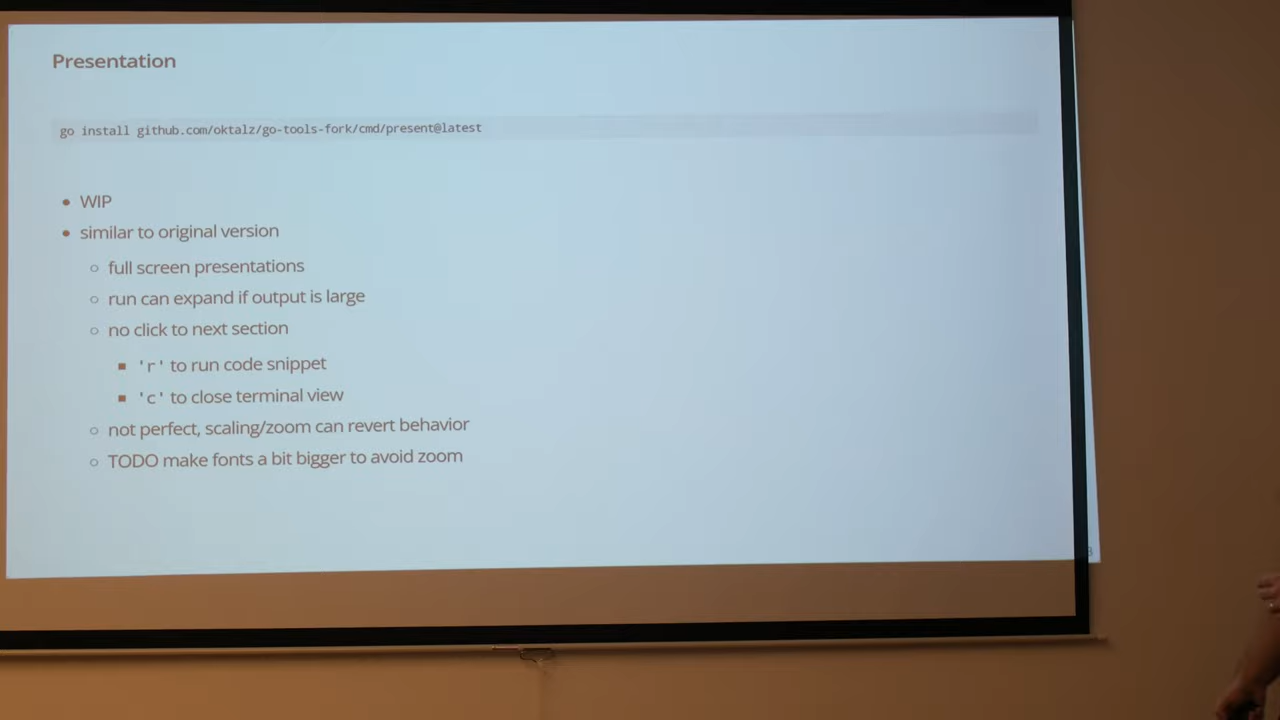 Presentation
go install github.com/oktalz/go-tools-fork/cmd/present@latest
WIP
similar to original version
full screen presentations
run can expand if output is large
no click to next section
'r' to run code snippet
'c' to close terminal view
not perfect, scaling/zoom can revert behavior
TODO make fonts a bit bigger to avoid zoom
3